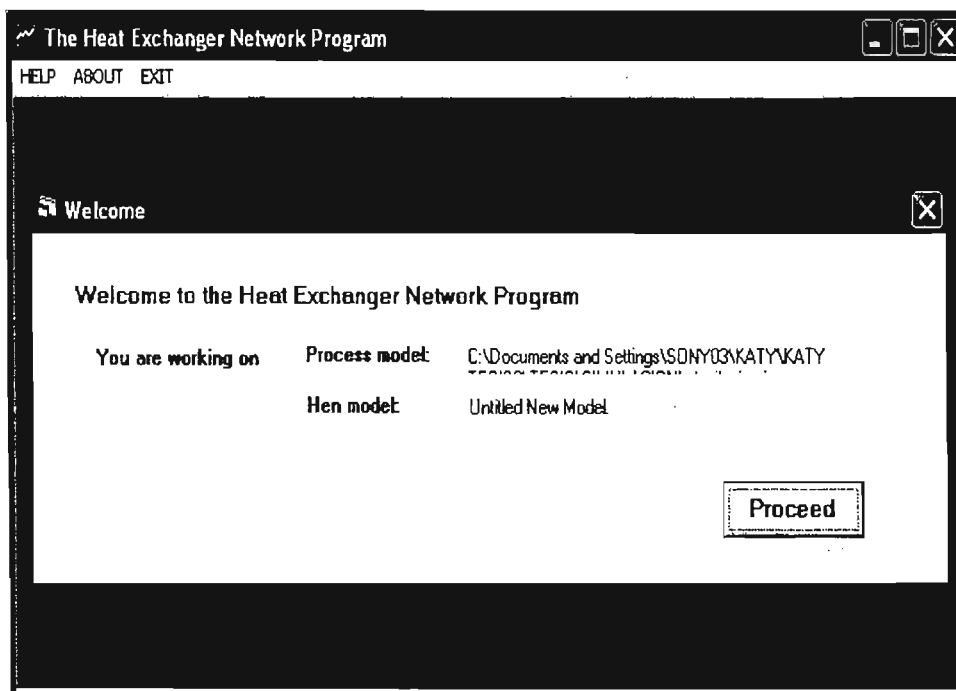 The Heat Exchanger Network Program
HELP ABOUT EXIT
Welcome
Welcome to the Heat Exchanger Network Program
You are working on
Process model:
C:\Documents and Settings\SONY03\KATY\KATY
Hen model:
Untitled New Model
Proceed